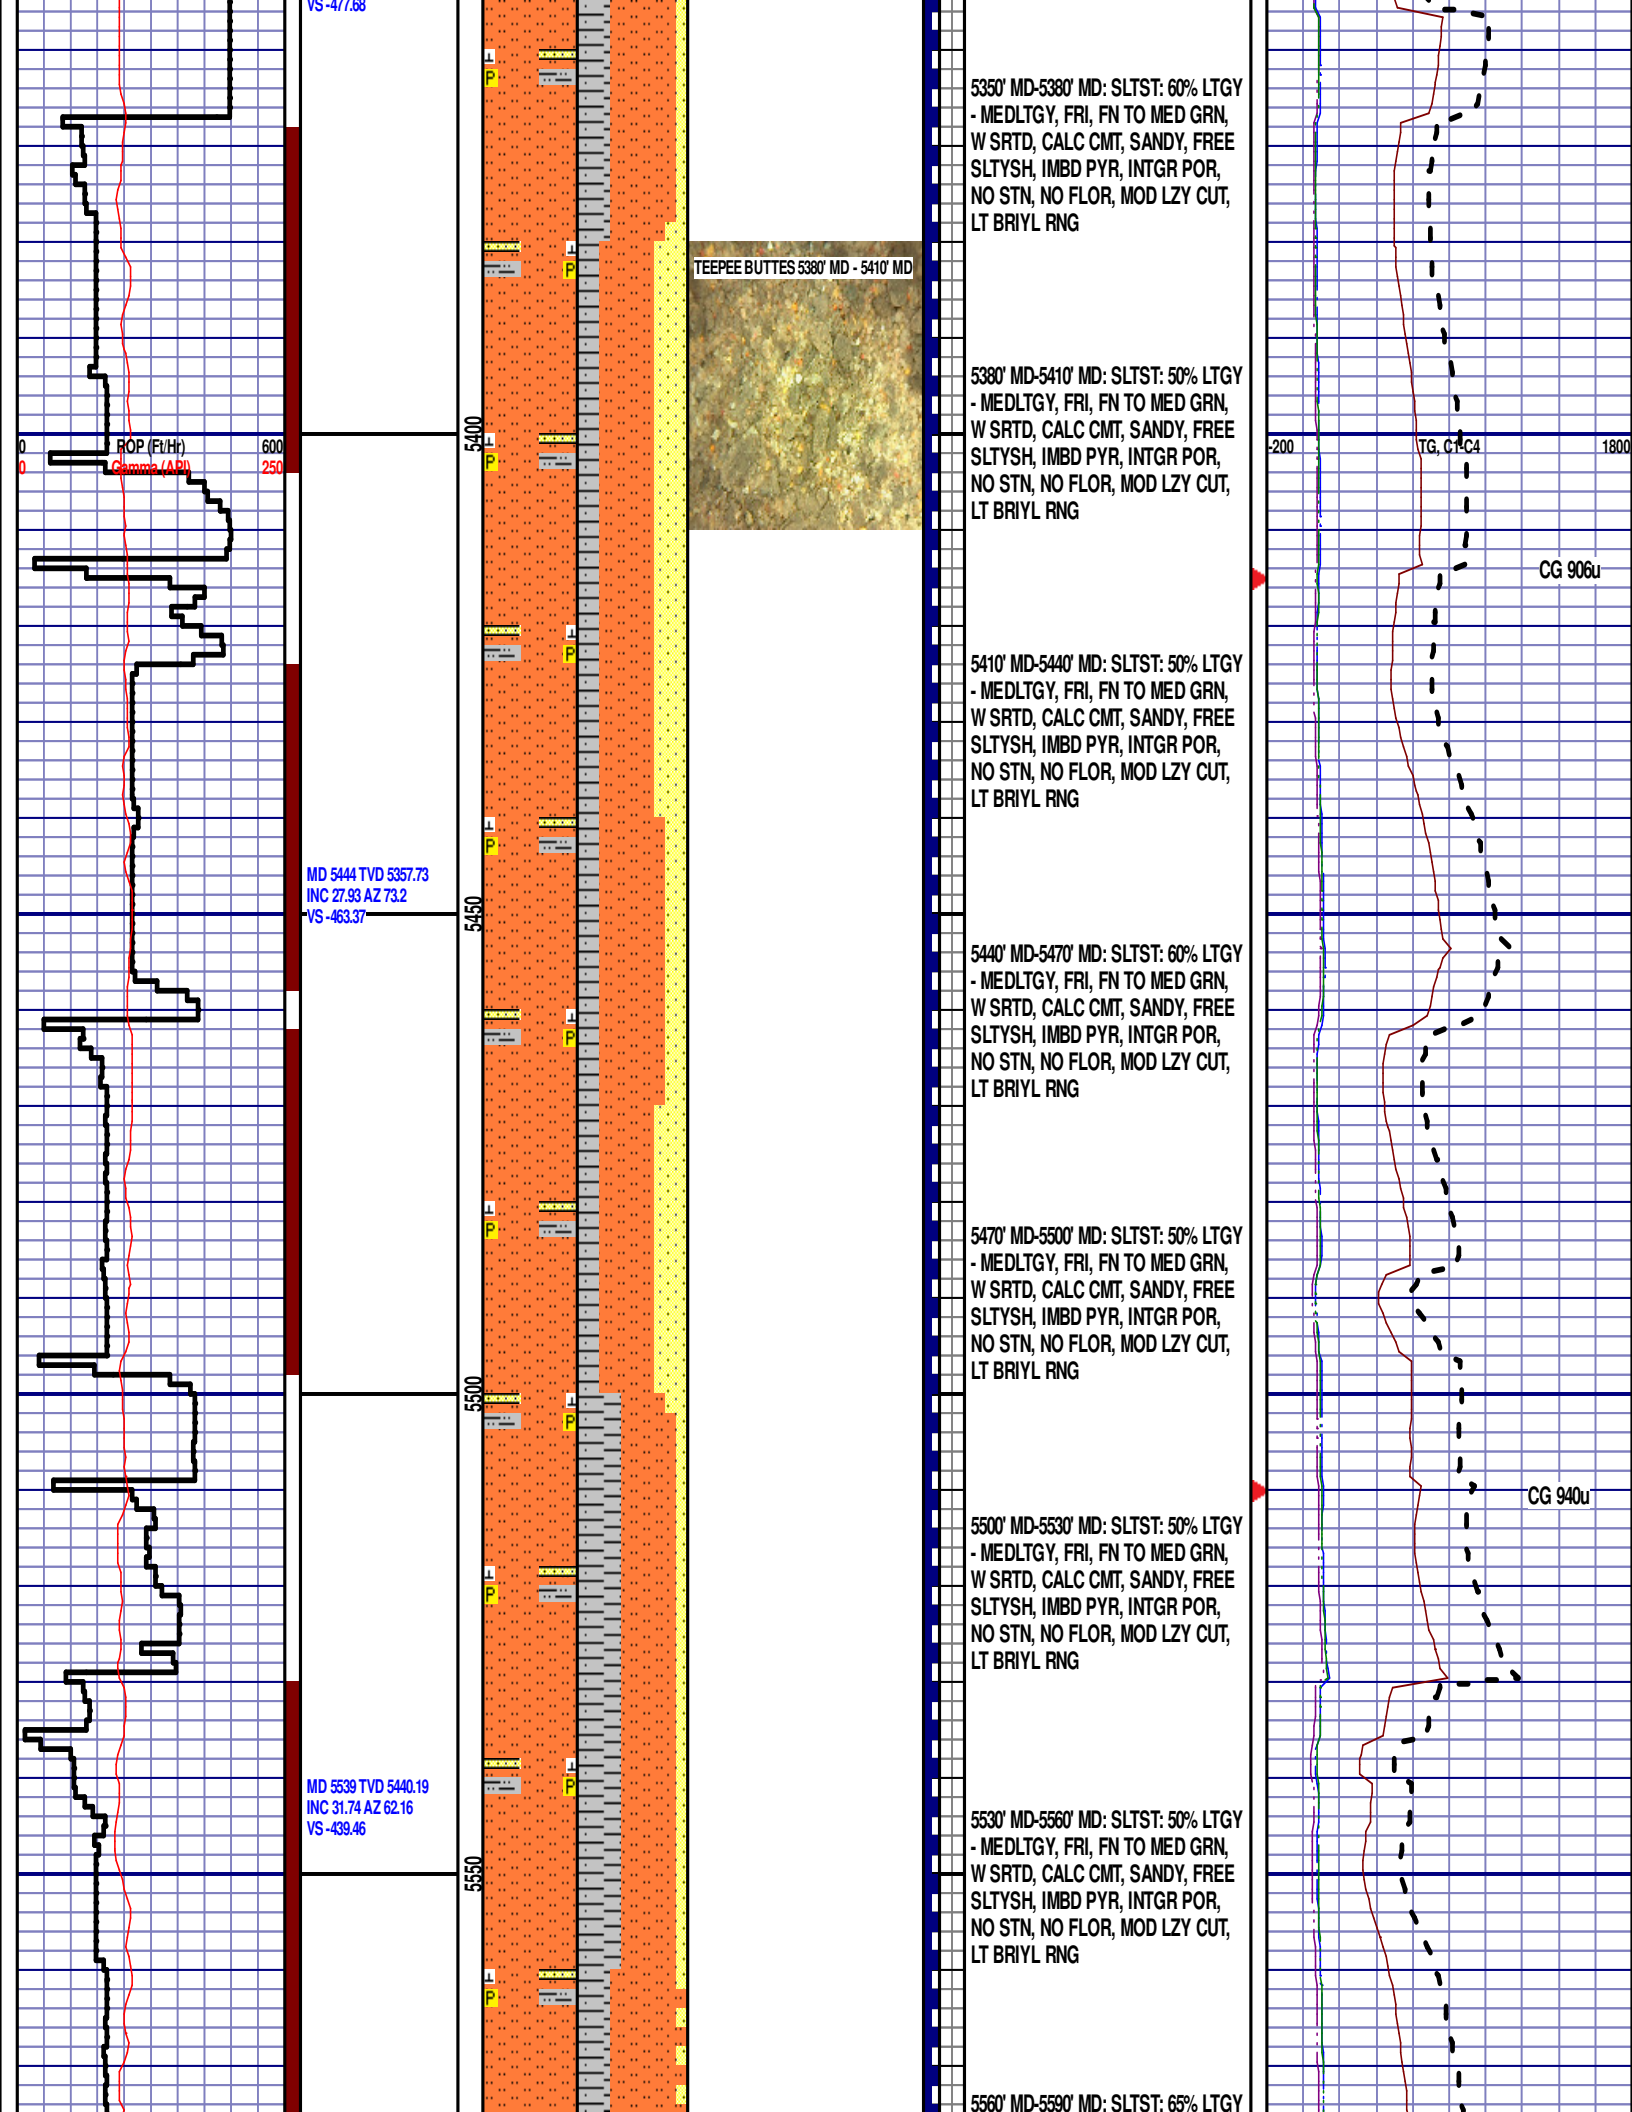 VS -477.68
5350' MD-5380' MD: SLTST: 60% LTGY
- MEDLTGY, FRI, FN TO MED GRN,
W SRTD, CALC CMT, SANDY, FREE
SLTYSH, IMBD PYR, INTGR POR,
NO STN, NO FLOR, MOD LZY CUT,
LT BRIYL RNG
P
TEEPEE BUTTES 5380' MD - 5410' MD
P
5380' MD-5410' MD: SLTST: 50% LTGY
- MEDLTGY, FRI, FN TO MED GRN,
W SRTD, CALC CMT, SANDY, FREE
SLTYSH, IMBD PYR, INTGR POR,
NO STN, NO FLOR, MOD LZY CUT,
LT BRIYL RNG
0 ROP (Ft/Hr) 600
0 Gamma (API) 250
5400
P
-200 TG, C1-C4 1800
CG 906u
5410' MD-5440' MD: SLTST: 50% LTGY
- MEDLTGY, FRI, FN TO MED GRN,
W SRTD, CALC CMT, SANDY, FREE
SLTYSH, IMBD PYR, INTGR POR,
NO STN, NO FLOR, MOD LZY CUT,
LT BRIYL RNG
P
P
MD 5444 TVD 5357.73
INC 27.93 AZ 73.2
VS -463.37
5450
5440' MD-5470' MD: SLTST: 60% LTGY
- MEDLTGY, FRI, FN TO MED GRN,
W SRTD, CALC CMT, SANDY, FREE
SLTYSH, IMBD PYR, INTGR POR,
NO STN, NO FLOR, MOD LZY CUT,
LT BRIYL RNG
P
P
5470' MD-5500' MD: SLTST: 50% LTGY
- MEDLTGY, FRI, FN TO MED GRN,
W SRTD, CALC CMT, SANDY, FREE
SLTYSH, IMBD PYR, INTGR POR,
NO STN, NO FLOR, MOD LZY CUT,
LT BRIYL RNG
5500
P
CG 940u
5500' MD-5530' MD: SLTST: 50% LTGY
- MEDLTGY, FRI, FN TO MED GRN,
W SRTD, CALC CMT, SANDY, FREE
SLTYSH, IMBD PYR, INTGR POR,
NO STN, NO FLOR, MOD LZY CUT,
LT BRIYL RNG
P
P
MD 5539 TVD 5440.19
INC 31.74 AZ 62.16
VS -439.46
5550
5530' MD-5560' MD: SLTST: 50% LTGY
- MEDLTGY, FRI, FN TO MED GRN,
W SRTD, CALC CMT, SANDY, FREE
SLTYSH, IMBD PYR, INTGR POR,
NO STN, NO FLOR, MOD LZY CUT,
LT BRIYL RNG
P
5560' MD-5590' MD: SLTST: 65% LTGY